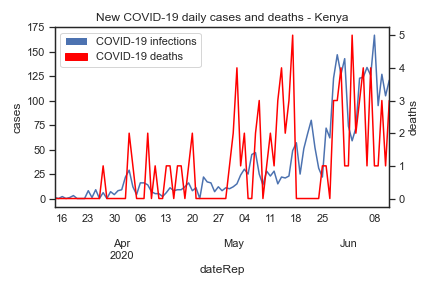 New COVID-19 daily cases and deaths - Kenya
COVID-19 infections
COVID-19 deaths
175
150
125
100
75
50
25
0
cases
5
4
3
2
1
0
deaths
16 23 30 06 13 20 27 04 11 18 25 08
Apr May Jun
2020
dateRep